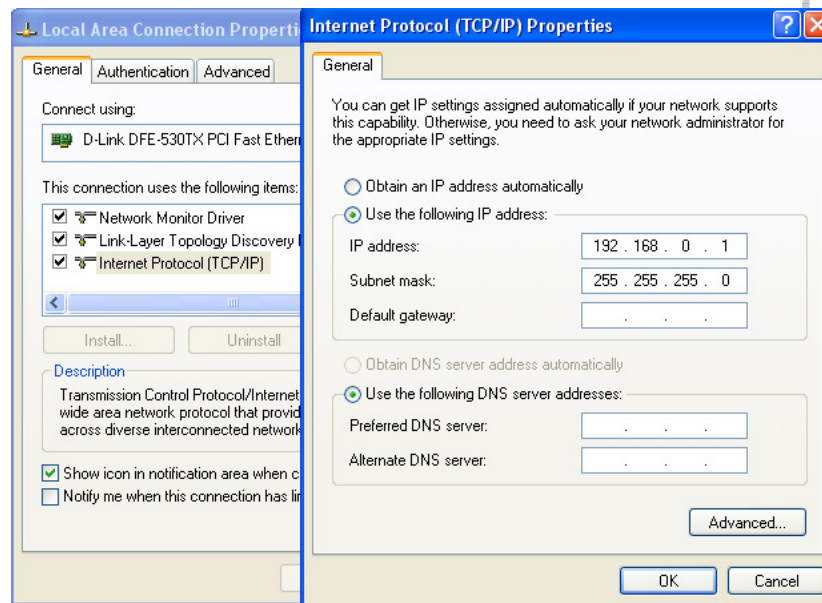 Local Area Connection Properti
General
Authentication
Advanced
Connect using:
D-Link DFE-530TX PCI Fast Ether
This connection uses the following items:
Network Monitor Driver
Link-Layer Topology Discovery
Internet Protocol (TCP/IP)
Install...
Uninstall
Description
Transmission Control Protocol/Internet
wide area network protocol that provid
across diverse interconnected network
Show icon in notification area when c
Notify me when this connection has li
Internet Protocol (TCP/IP) Properties
General
You can get IP settings assigned automatically if your network supports
this capability. Otherwise, you need to ask your network administrator for
the appropriate IP settings.
Obtain an IP address automatically
Use the following IP address:
IP address: 192 . 168 . 0 . 1
Subnet mask: 255 . 255 . 255 . 0
Default gateway: . . .
Obtain DNS server address automatically
Use the following DNS server addresses:
Preferred DNS server: . . .
Alternate DNS server: . . .
Advanced...
OK
Cancel